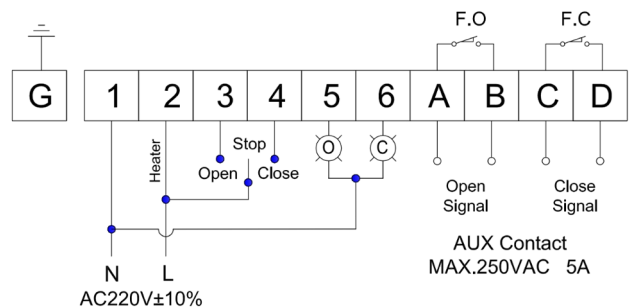 F.O F.C
G 1 2 3 4 5 6 A B C D
Heater
Stop
Open Close
O C
Open Signal
Close Signal
N L
AC220V±10%
AUX Contact
MAX.250VAC 5A